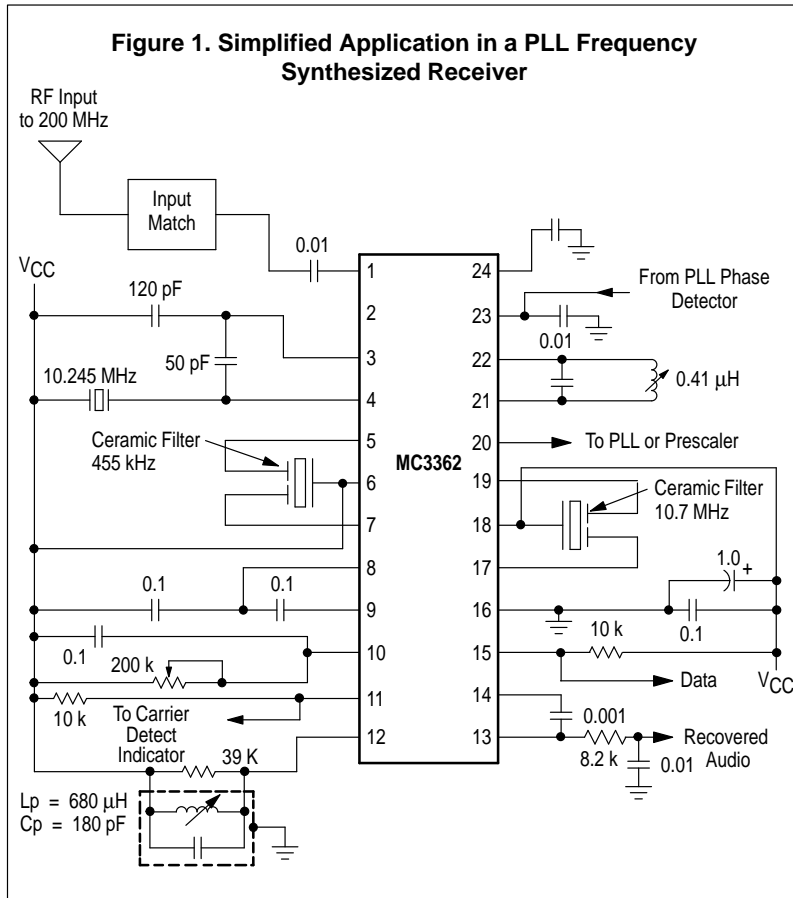 Figure 1. Simplified Application in a PLL Frequency
Synthesized Receiver
RF Input
to 200 MHz
Input
Match
0.01
VCC
120 pF
50 pF
10.245 MHz
Ceramic Filter
455 kHz
0.1
0.1
0.1
200 k
10 k
To Carrier
Detect
Indicator
39 K
Lp = 680 µH
Cp = 180 pF
1
2
3
4
5
6
7
8
9
10
11
12
MC3362
24
23
22
21
20
19
18
17
16
15
14
13
From PLL Phase
Detector
0.01
0.41 µH
To PLL or Prescaler
Ceramic Filter
10.7 MHz
1.0
+
0.1
10 k
Data
VCC
0.001
8.2 k
0.01
Recovered
Audio